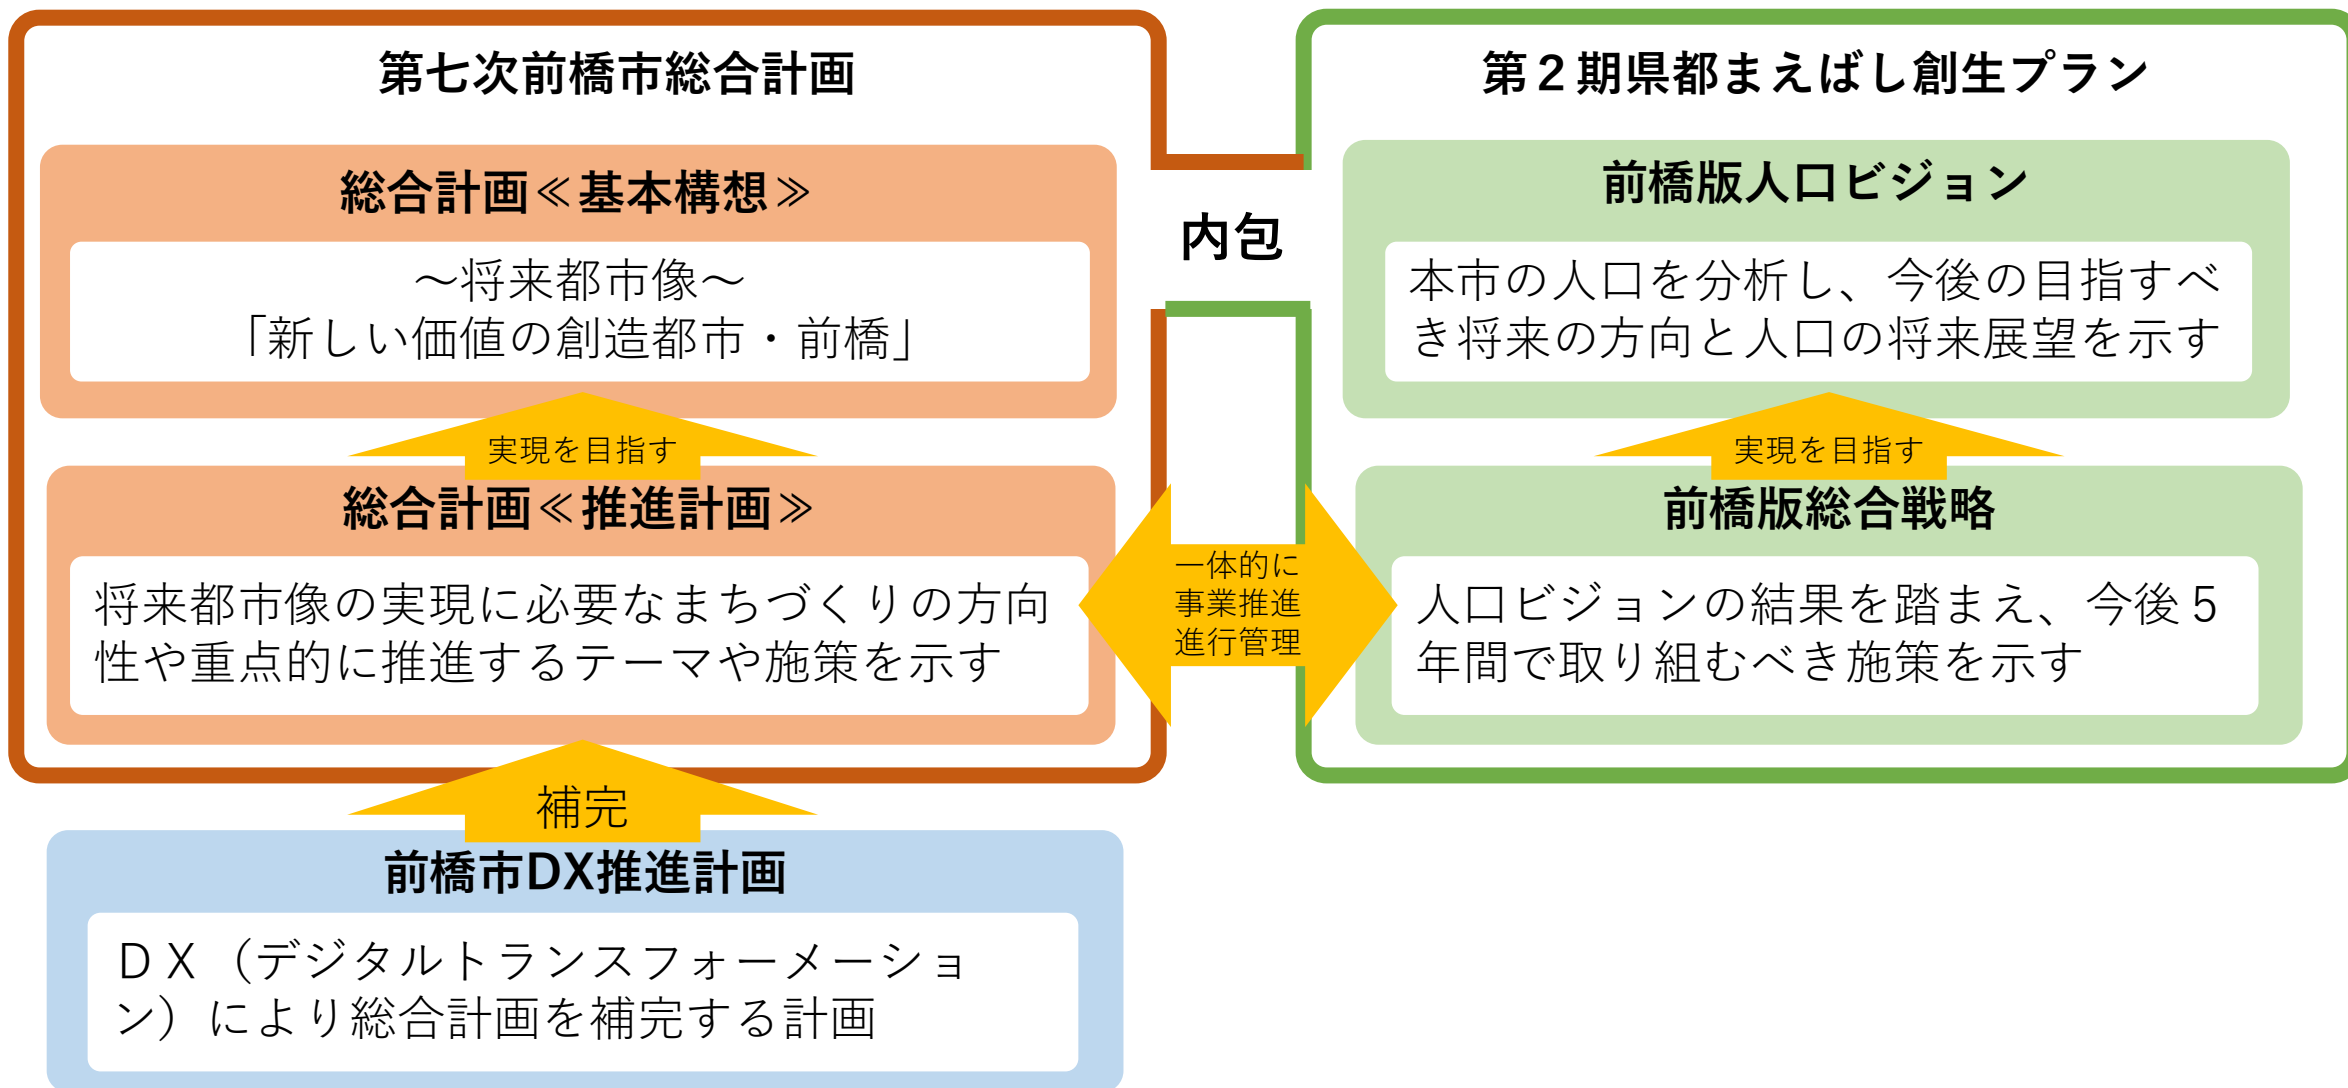 第七次前橋市総合計画
総合計画≪基本構想≫
～将来都市像～
「新しい価値の創造都市・前橋」
実現を目指す
総合計画≪推進計画≫
将来都市像の実現に必要なまちづくりの方向
性や重点的に推進するテーマや施策を示す
補完
前橋市DX推進計画
ＤＸ（デジタルトランスフォーメーショ
ン）により総合計画を補完する計画
内包
一体的に
事業推進
進行管理
第２期県都まえばし創生プラン
前橋版人口ビジョン
本市の人口を分析し、今後の目指すべ
き将来の方向と人口の将来展望を示す
実現を目指す
前橋版総合戦略
人口ビジョンの結果を踏まえ、今後５
年間で取り組むべき施策を示す